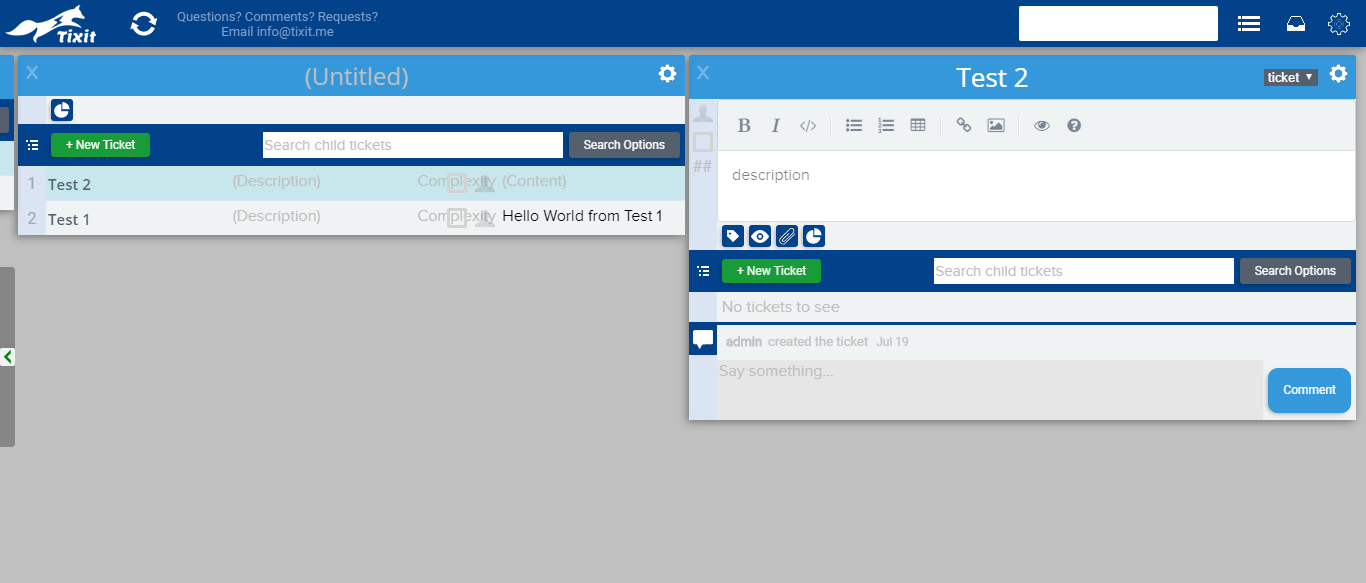 Tixit
Questions? Comments? Requests?
Email info@tixit.me
X
(Untitled)
+ New Ticket
Search child tickets
Search Options
1
Test 2
(Description)
Complexity
(Content)
2
Test 1
(Description)
Complexity
Hello World from Test 1
X
Test 2
ticket
##
B
I
</>
description
+ New Ticket
Search child tickets
Search Options
No tickets to see
admin created the ticket Jul 19
Say something...
Comment